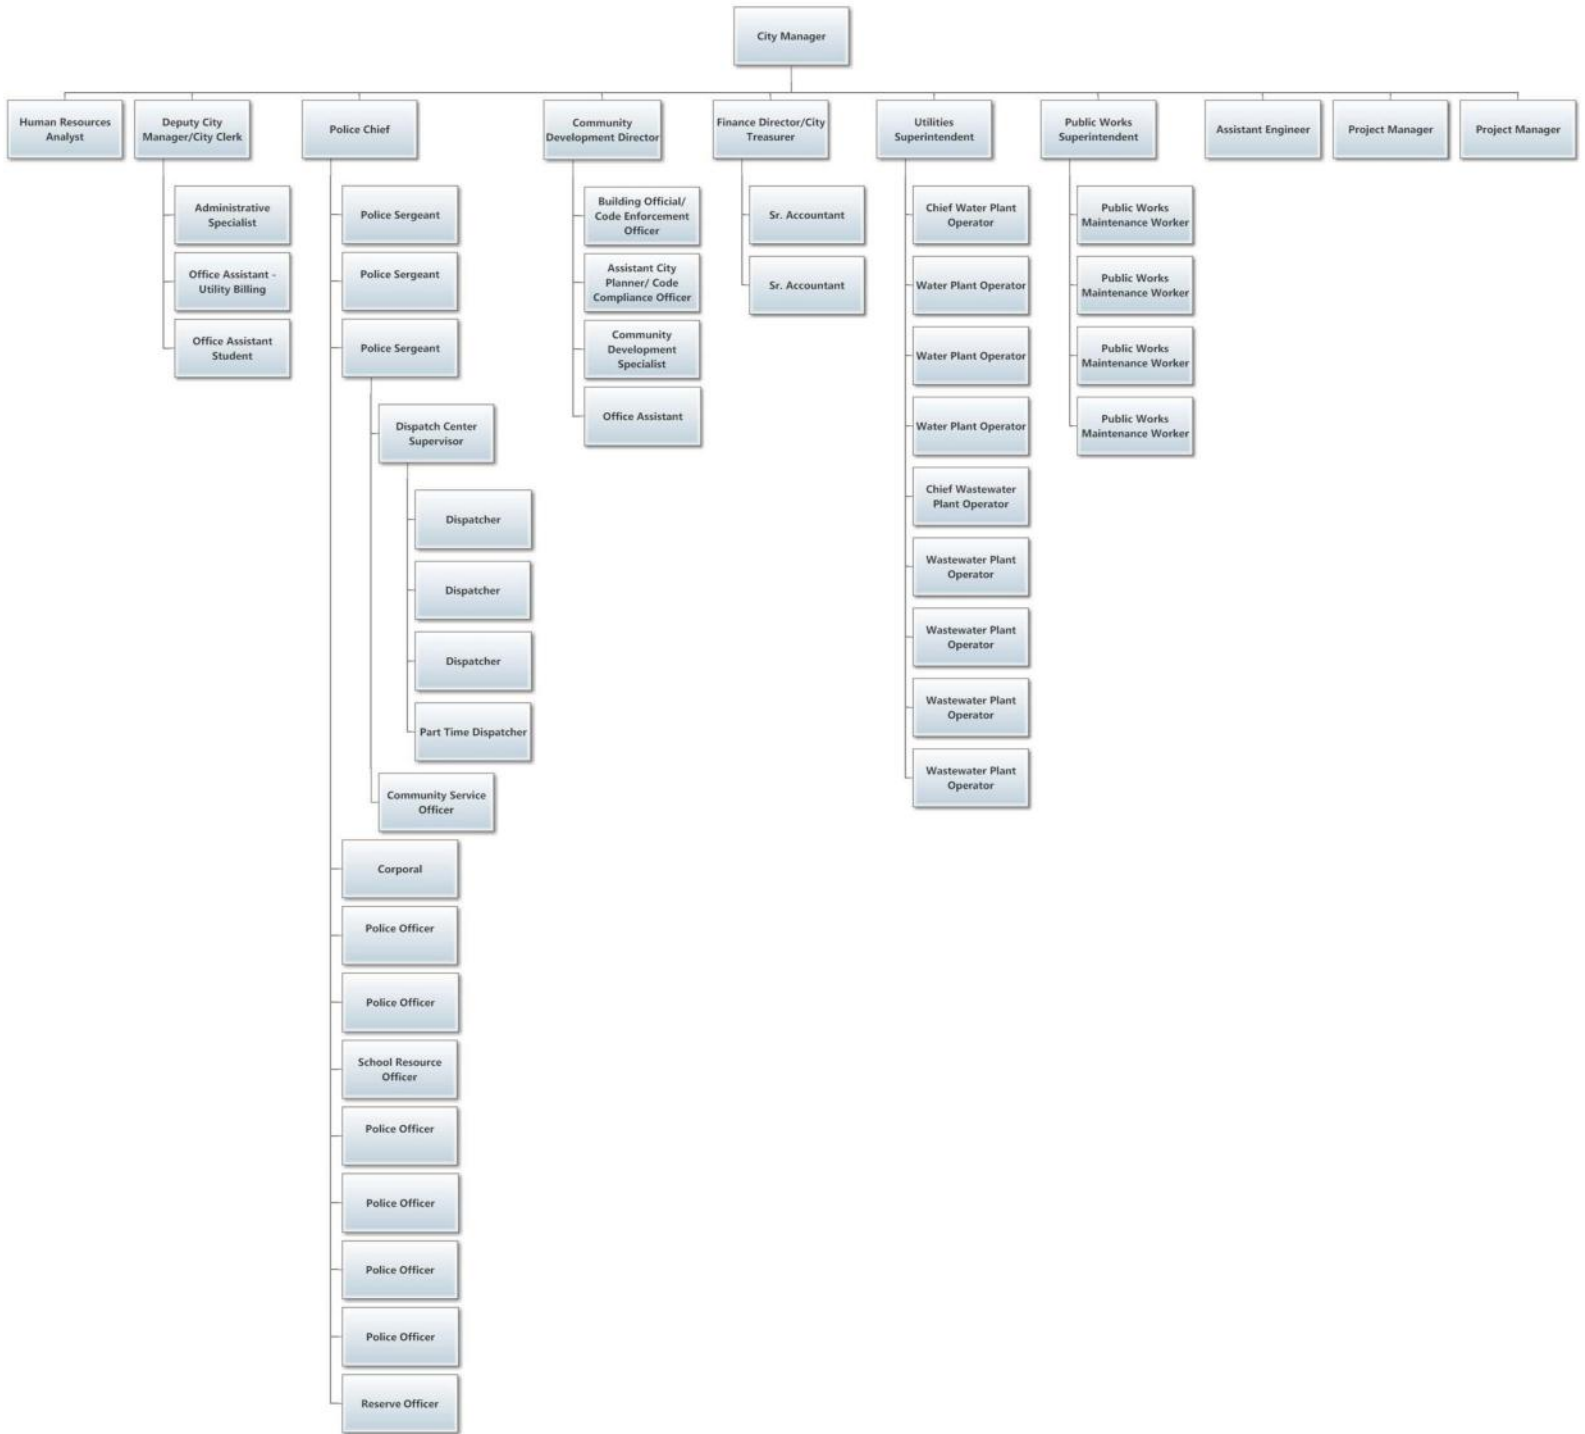 City Manager
Human Resources
Analyst
Deputy City
Manager/City Clerk
Police Chief
Community
Development Director
Finance Director/City
Treasurer
Utilities
Superintendent
Public Works
Superintendent
Assistant Engineer
Project Manager
Project Manager
Administrative
Specialist
Office Assistant -
Utility Billing
Office Assistant
Student
Police Sergeant
Police Sergeant
Police Sergeant
Dispatch Center
Supervisor
Dispatcher
Dispatcher
Dispatcher
Part Time Dispatcher
Community Service
Officer
Corporal
Police Officer
Police Officer
School Resource
Officer
Police Officer
Police Officer
Police Officer
Police Officer
Reserve Officer
Building Official/
Code Enforcement
Officer
Assistant City
Planner/ Code
Compliance Officer
Community
Development
Specialist
Office Assistant
Sr. Accountant
Sr. Accountant
Chief Water Plant
Operator
Water Plant Operator
Water Plant Operator
Water Plant Operator
Chief Wastewater
Plant Operator
Wastewater Plant
Operator
Wastewater Plant
Operator
Wastewater Plant
Operator
Wastewater Plant
Operator
Public Works
Maintenance Worker
Public Works
Maintenance Worker
Public Works
Maintenance Worker
Public Works
Maintenance Worker